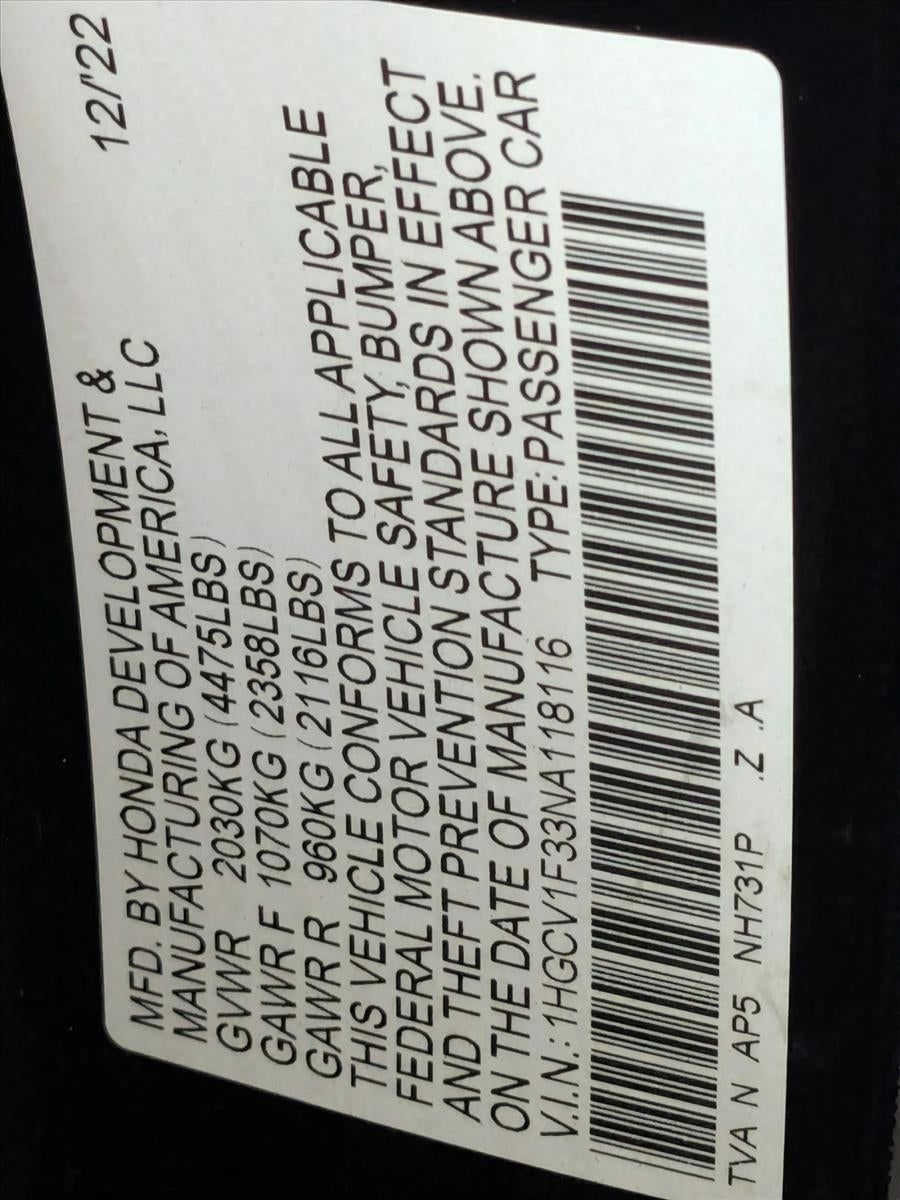 MFD. BY HONDA DEVELOPMENT & 12/'22
MANUFACTURING OF AMERICA, LLC
GVWR 2030KG (4475LBS)
GAWR F 1070KG (2358LBS)
GAWR R 960KG (2116LBS)
THIS VEHICLE CONFORMS TO ALL APPLICABLE
FEDERAL MOTOR VEHICLE SAFETY, BUMPER,
AND THEFT PREVENTION STANDARDS IN EFFECT
ON THE DATE OF MANUFACTURE SHOWN ABOVE.
V.I.N.: 1HGCV1F33NA118116 TYPE: PASSENGER CAR
TVA N AP5 NH731P .Z .A